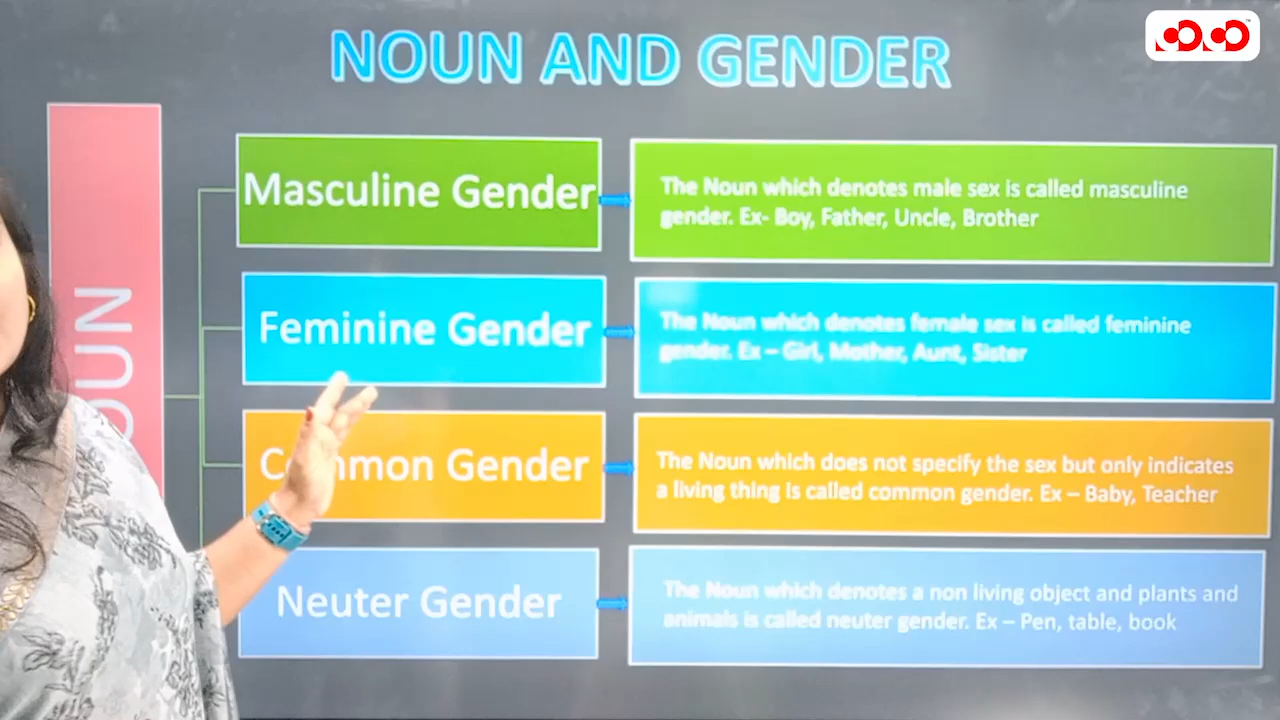 NOUN AND GENDER
Masculine Gender
The Noun which denotes male sex is called masculine
gender. Ex- Boy, Father, Uncle, Brother
Feminine Gender
The Noun which denotes female sex is called feminine
gender. Ex – Girl, Mother, Aunt, Sister
Common Gender
The Noun which does not specify the sex but only indicates
a living thing is called common gender. Ex – Baby, Teacher
Neuter Gender
The Noun which denotes a non living object and plants and
animals is called neuter gender. Ex – Pen, table, book
NOUN